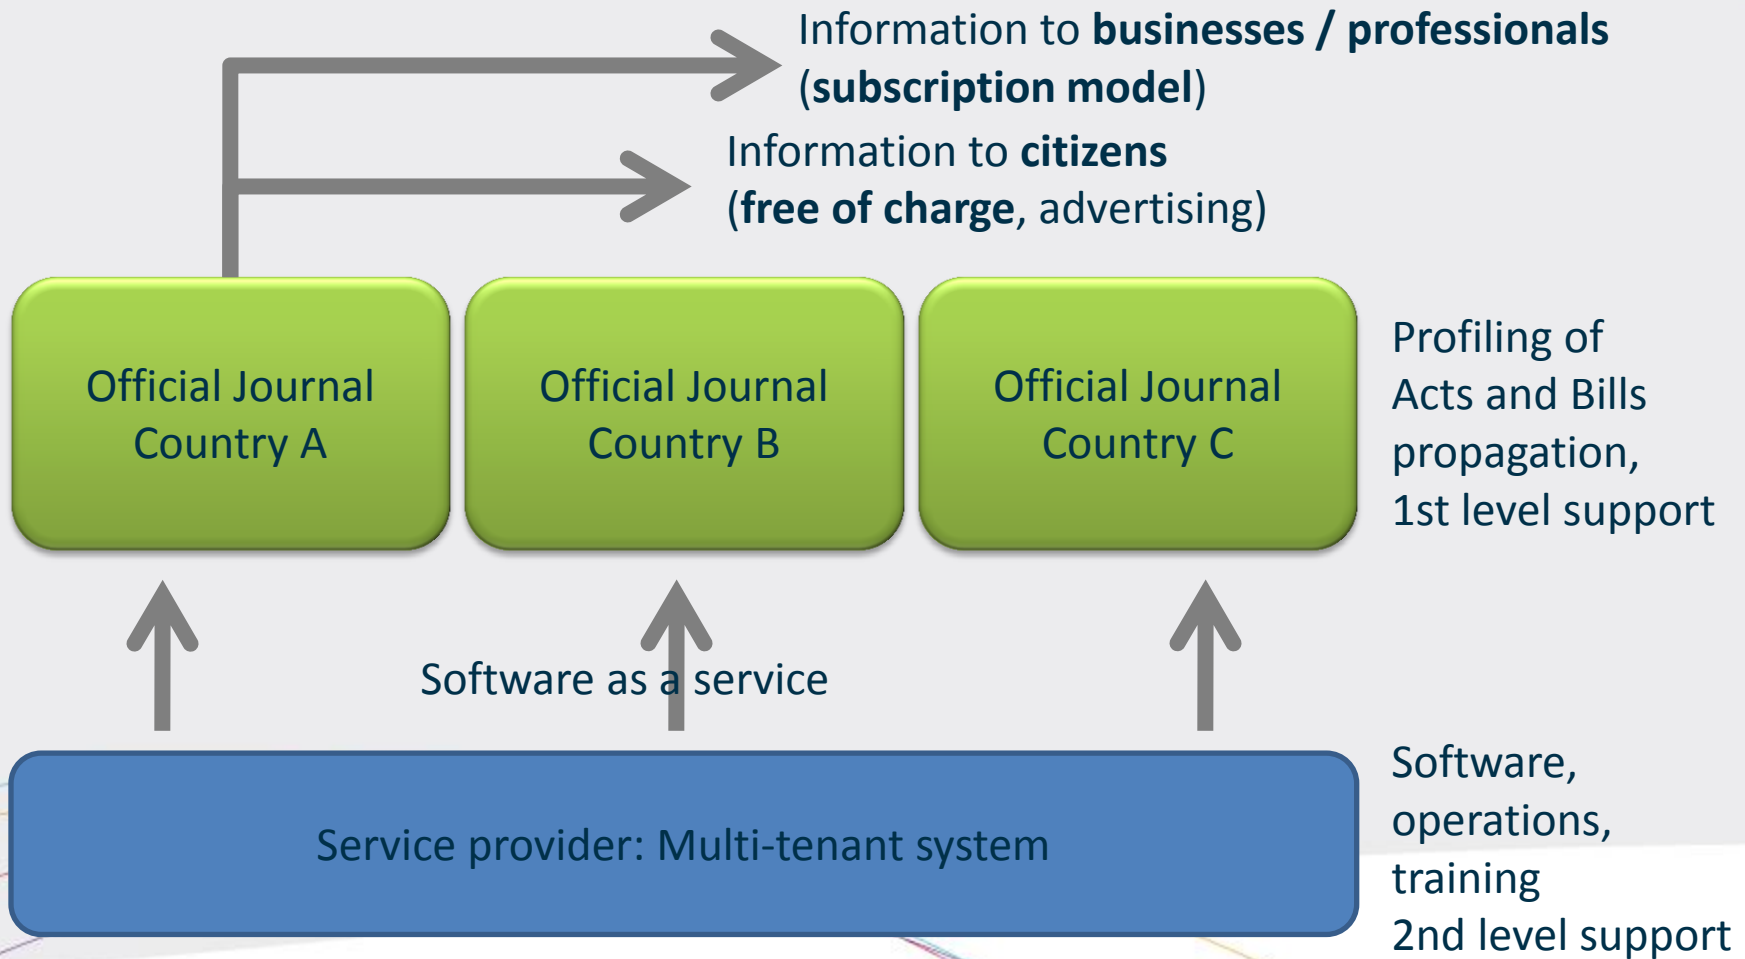 Information to businesses / professionals
(subscription model)
Information to citizens
(free of charge, advertising)
Official Journal
Country A
Official Journal
Country B
Official Journal
Country C
Profiling of
Acts and Bills
propagation,
1st level support
Software as a service
Service provider: Multi-tenant system
Software,
operations,
training
2nd level support